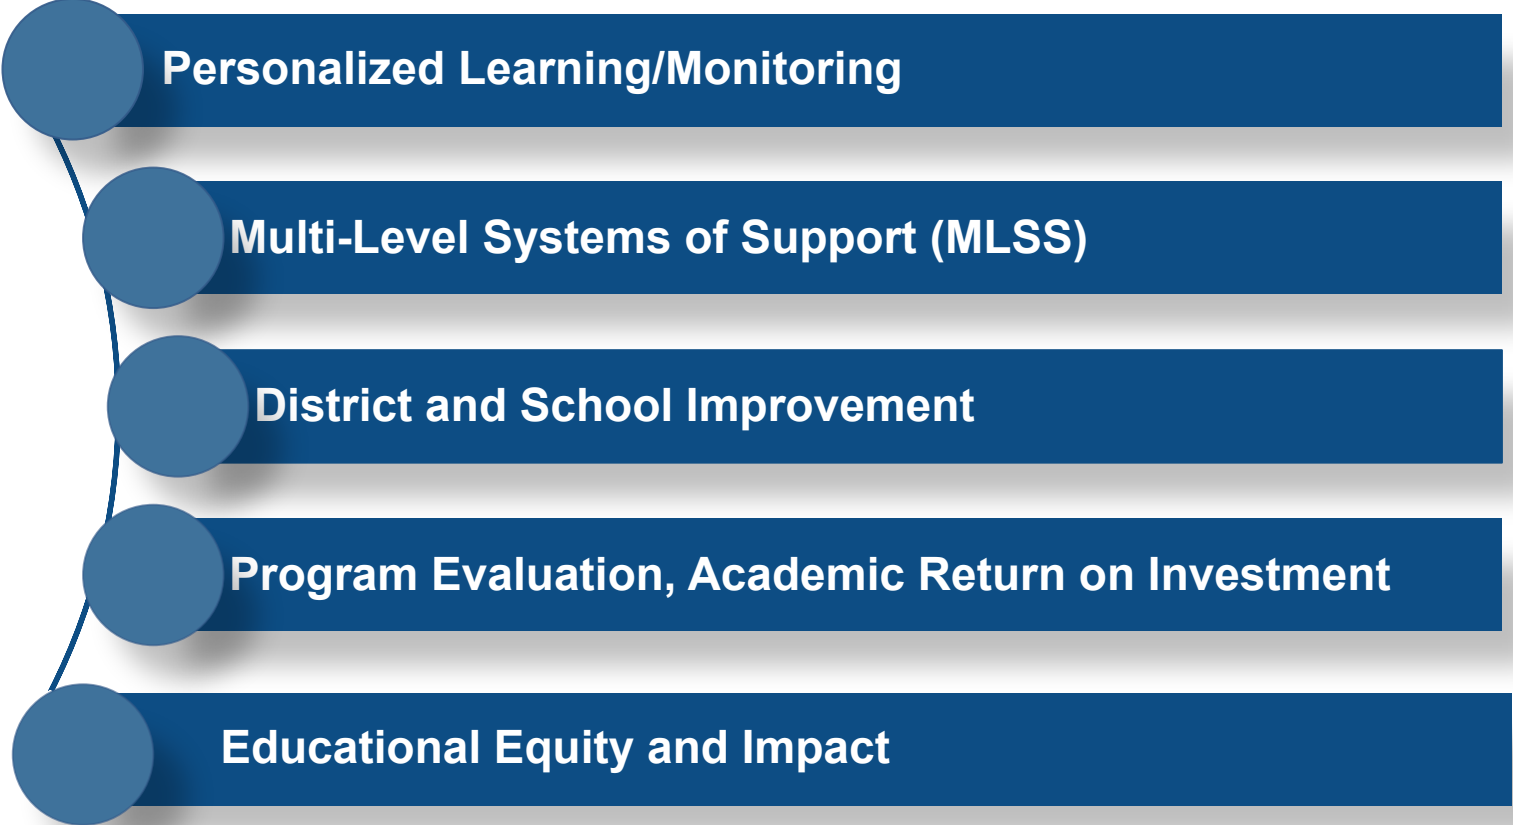 Personalized Learning/Monitoring
Multi-Level Systems of Support (MLSS)
District and School Improvement
Program Evaluation, Academic Return on Investment
Educational Equity and Impact